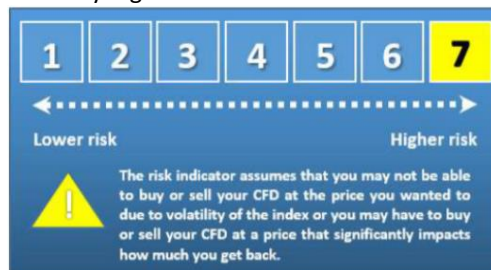 1 2 3 4 5 6 7
Lower risk Higher risk
!
The risk indicator assumes that you may not be able
to buy or sell your CFD at the price you wanted to
due to volatility of the index or you may have to buy
or sell your CFD at a price that significantly impacts
how much you get back.